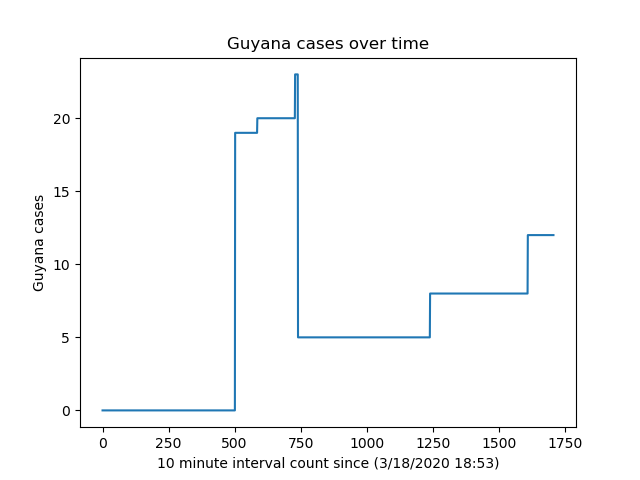 Guyana cases over time
20
15
10
5
0
Guyana cases
0 250 500 750 1000 1250 1500 1750
10 minute interval count since (3/18/2020 18:53)